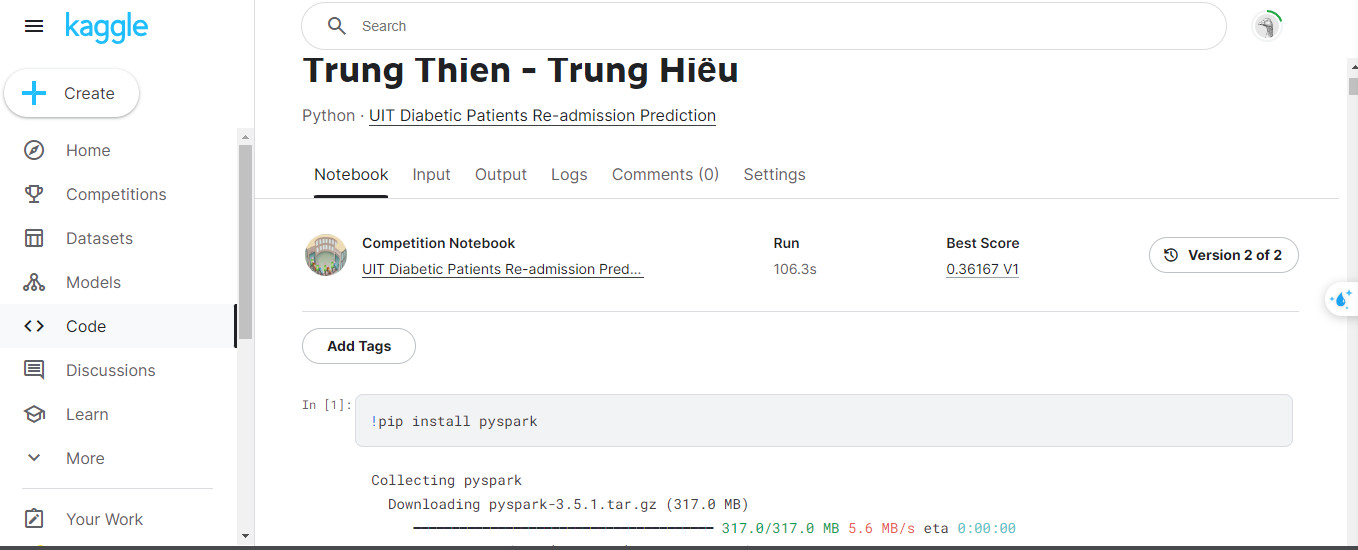 kaggle
Search
Create
Home
Competitions
Datasets
Models
Code
Discussions
Learn
More
Your Work
Trung Thien - Trung Hiếu
Python · UIT Diabetic Patients Re-admission Prediction
Notebook Input Output Logs Comments (0) Settings
Competition Notebook Run Best Score
UIT Diabetic Patients Re-admission Pred... 106.3s 0.36167 V1
Version 2 of 2
Add Tags
In [1]:
!pip install pyspark
Collecting pyspark
Downloading pyspark-3.5.1.tar.gz (317.0 MB)
317.0/317.0 MB 5.6 MB/s eta 0:00:00